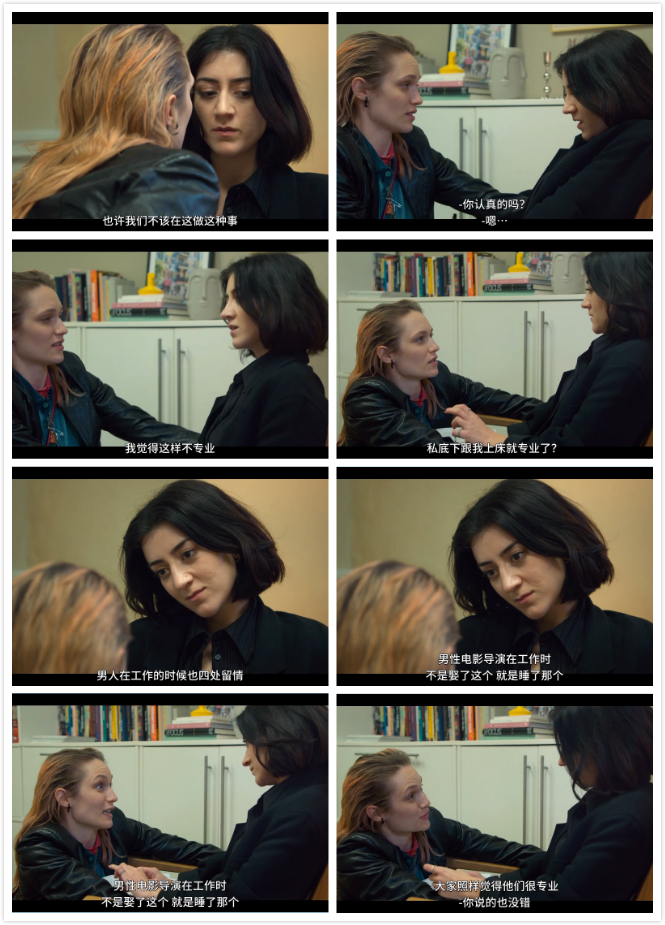 也许我们不该在这做这种事
-你认真的吗？
-嗯…
我觉得这样不专业
私底下跟我上床就专业了？
男人在工作的时候也四处留情
男性电影导演在工作时
不是娶了这个 就是睡了那个
FOCUS
男性电影导演在工作时
不是娶了这个 就是睡了那个
大家照样觉得他们很专业
-你说的也没错